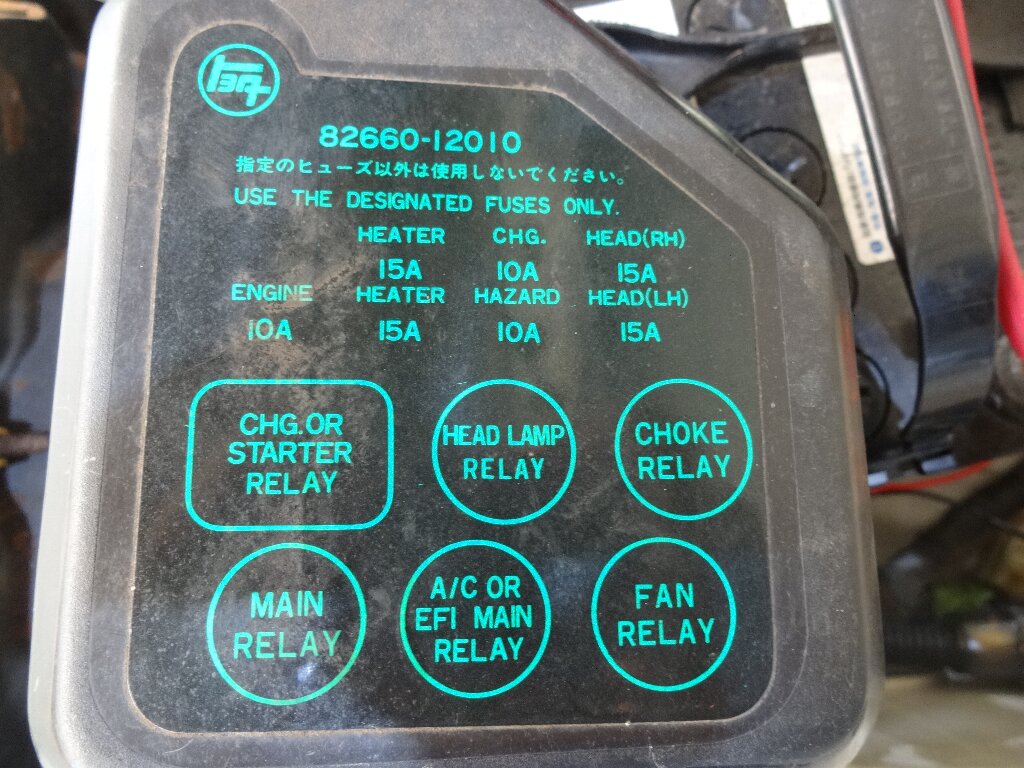 トヨタ
82660-12010
指定のヒューズ以外は使用しないでください。
USE THE DESIGNATED FUSES ONLY.
HEATER CHG. HEAD(RH)
15A 10A 15A
ENGINE HEATER HAZARD HEAD(LH)
10A 15A 10A 15A
CHG.OR
STARTER
RELAY
HEAD LAMP
RELAY
CHOKE
RELAY
MAIN
RELAY
A/C OR
EFI MAIN
RELAY
FAN
RELAY